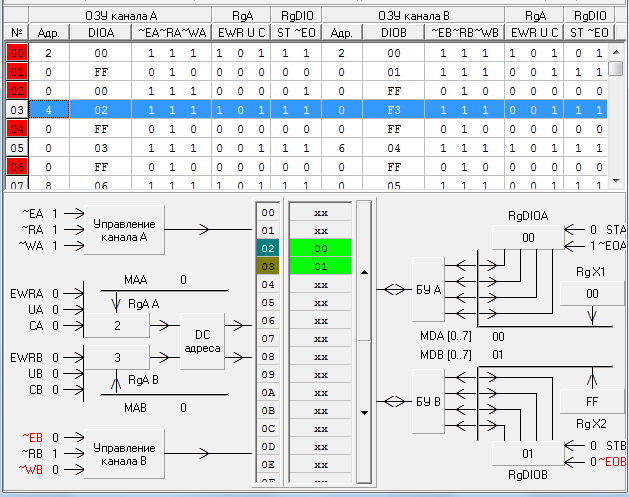 ОЗУ канала А RgA RgDIO ОЗУ канала В RgA RgDIO
№ Адр. DIOA ~EA~RA~WA EWR U C ST ~EO Адр. DIOB ~EB~RB~WB EWR U C ST ~EO
00 2 00 1 1 1 1 0 1 1 1 2 00 1 1 1 1 0 1 1 1
01 0 FF 0 1 0 0 0 0 0 1 0 01 1 1 1 0 0 0 1 1
02 0 00 1 1 1 1 0 1 1 1 0 FF 0 1 0 0 0 0 0 0
03 4 02 1 1 1 1 0 1 1 1 0 F3 1 1 1 0 0 1 1 1
04 0 FF 0 1 0 0 0 0 0 0 0 FF 0 1 0 0 0 0 0 0
05 0 03 1 1 1 1 0 1 1 1 6 04 1 1 1 1 0 1 1 1
06 0 FF 0 1 0 0 0 0 0 0 0 FF 0 1 0 0 0 0 0 0
07 8 06 1 1 1 1 0 1 1 1 0 05 1 1 1 0 0 1 1 1
~EA 1
~RA 1
~WA 1
Управление
канала А
MAA 0
EWRA 0
UA 0
CA 0
RgA A
2
DC
адреса
EWRB 0
UB 0
CB 0
3
RgA B
MAB 0
~EB 0
~RB 1
~WB 0
Управление
канала В
00 xx
01 xx
02 00
03 01
04 xx
05 xx
06 xx
07 xx
08 xx
09 xx
0A xx
0B xx
0C xx
0D xx
0E xx
RgDIOA
00
0 STA
1 ~EOA
БУ А
RgX1
00
MDA [0..7] 00
MDB [0..7] 01
БУ В
FF
RgX2
01
RgDIOB
0 STB
0 ~EOB